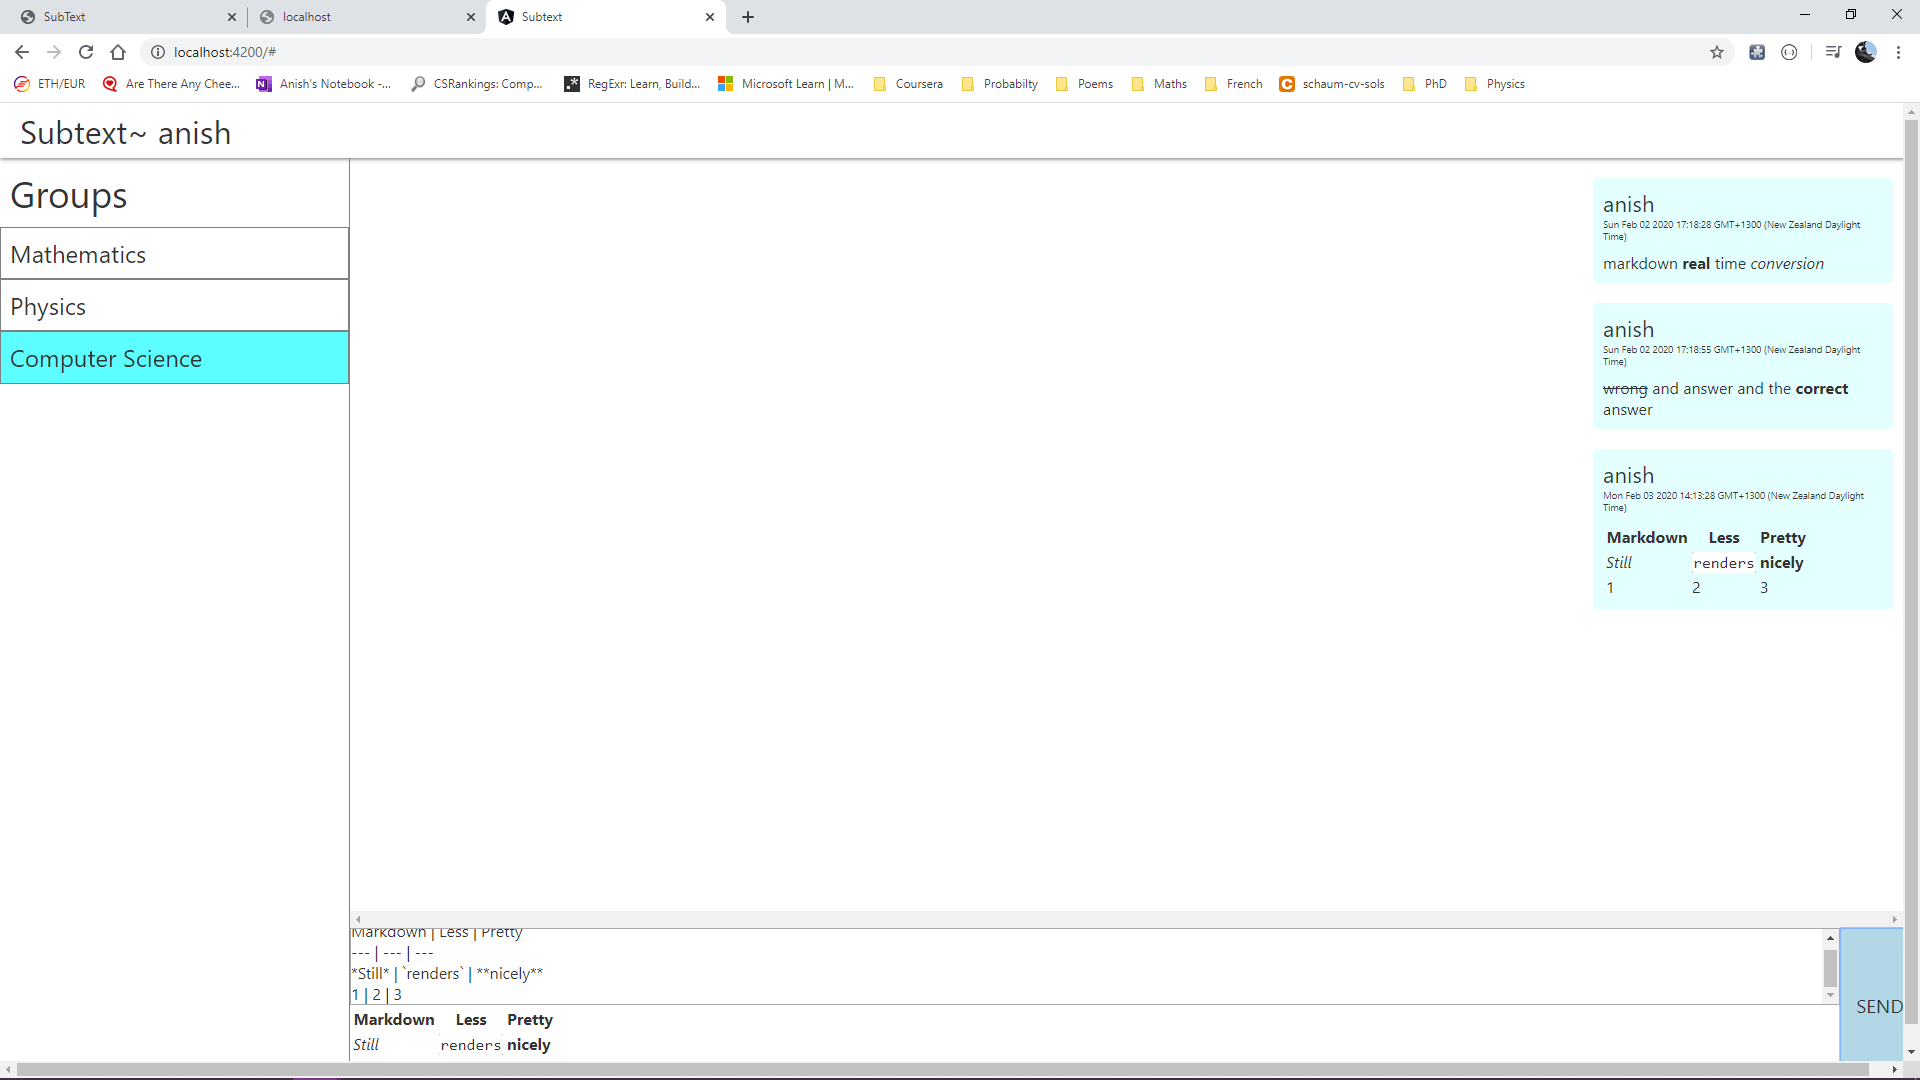 SubText
localhost
Subtext
localhost:4200/#
ETH/EUR
Are There Any Chee...
Anish's Notebook -...
CSRankings: Comp...
RegExr: Learn, Build...
Microsoft Learn | M...
Coursera
Probabilty
Poems
Maths
French
schaum-cv-sols
PhD
Physics
Subtext~ anish
Groups
Mathematics
Physics
Computer Science
anish
Sun Feb 02 2020 17:18:28 GMT+1300 (New Zealand Daylight
Time)
markdown real time conversion
anish
Sun Feb 02 2020 17:18:55 GMT+1300 (New Zealand Daylight
Time)
wrong and answer and the correct
answer
anish
Mon Feb 03 2020 14:13:28 GMT+1300 (New Zealand Daylight
Time)
Markdown Less Pretty
Still renders nicely
1 2 3
Markdown | Less | Pretty
--- | --- | ---
*Still* | `renders` | **nicely**
1 | 2 | 3
SEND
Markdown Less Pretty
Still renders nicely